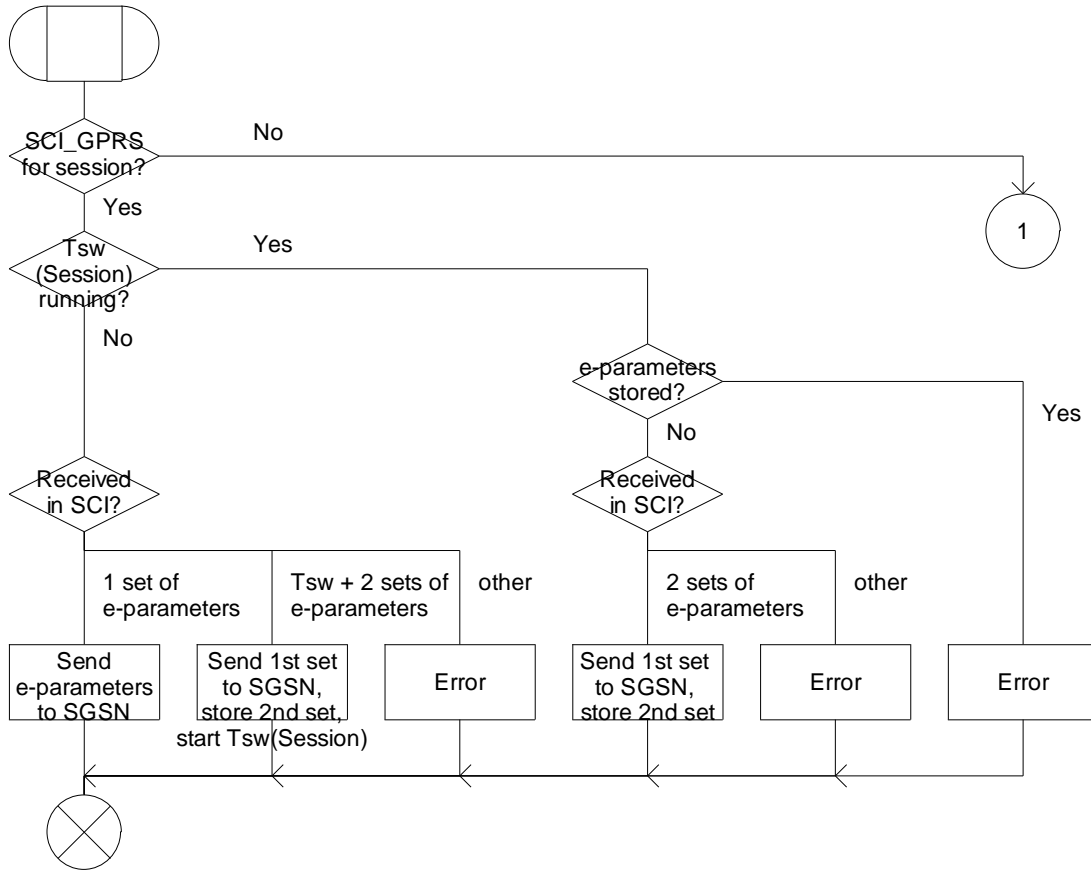 SCI_GPRS
for session?
No
Yes
1
Tsw
(Session)
running?
Yes
No
e-parameters
stored?
Yes
No
Received
in SCI?
Received
in SCI?
1 set of
e-parameters
Tsw + 2 sets of
e-parameters
other
2 sets of
e-parameters
other
Send
e-parameters
to SGSN
Send 1st set
to SGSN,
store 2nd set,
start Tsw(Session)
Error
Send 1st set
to SGSN,
store 2nd set
Error
Error